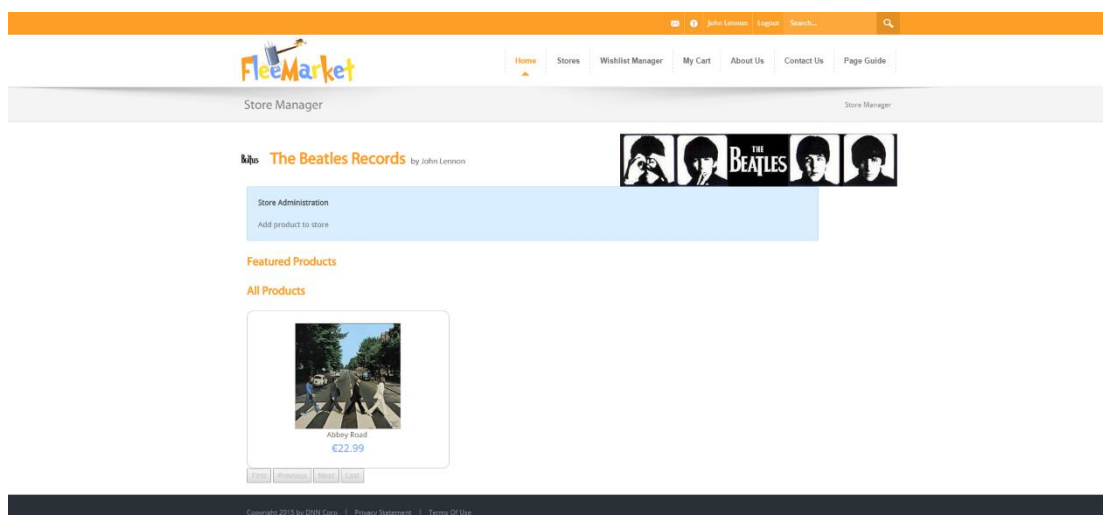 John Lennon Logout Search...
FleeMarket
Home Stores Wishlist Manager My Cart About Us Contact Us Page Guide
Store Manager
Store Manager
The Beatles Records by John Lennon
THE
BEATLES
Store Administration
Add product to store
Featured Products
All Products
Abbey Road
€22.99
First Previous Next Last
Copyright 2015 by DNN Corp | Privacy Statement | Terms Of Use